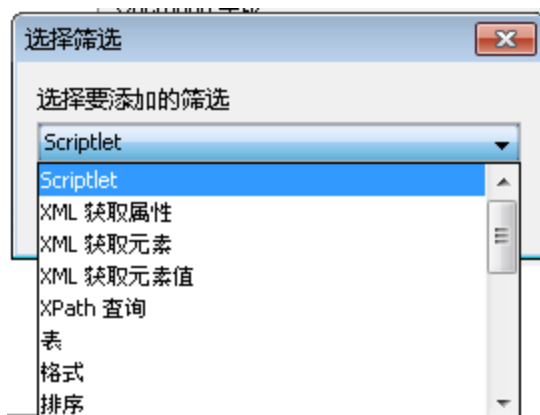 选择筛选
选择要添加的筛选
Scriptlet
Scriptlet
XML 获取属性
XML 获取元素
XML 获取元素值
XPath 查询
表
格式
排序